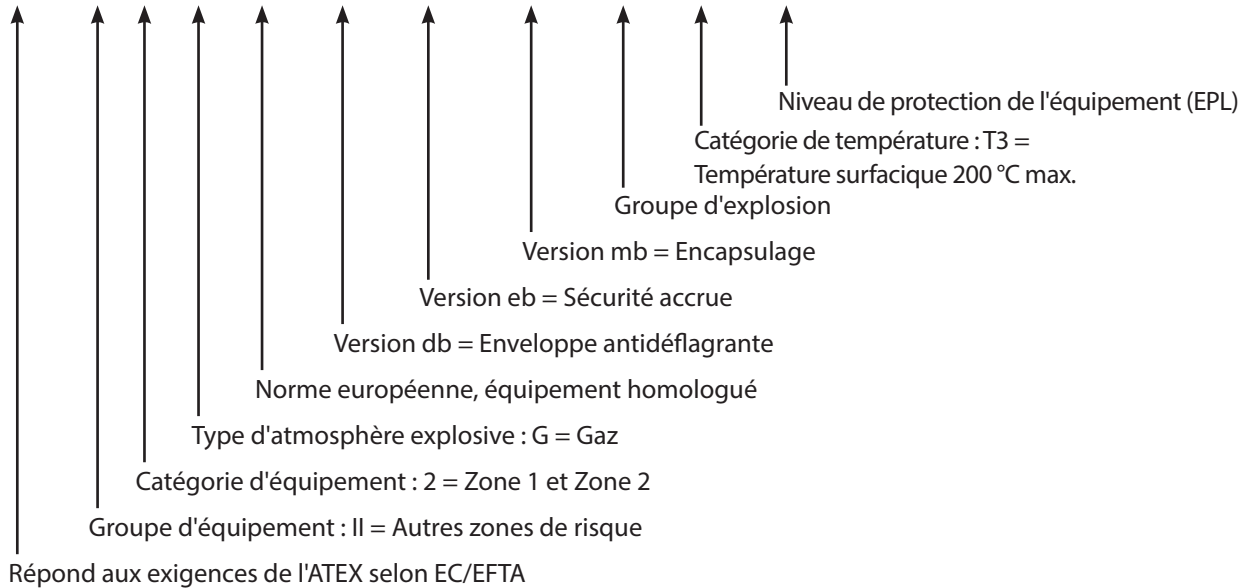 Niveau de protection de l'équipement (EPL)
Catégorie de température : T3 =
Température surfacique 200 °C max.
Groupe d'explosion
Version mb = Encapsulage
Version eb = Sécurité accrue
Version db = Enveloppe antidéflagrante
Norme européenne, équipement homologué
Type d'atmosphère explosive : G = Gaz
Catégorie d'équipement : 2 = Zone 1 et Zone 2
Groupe d'équipement : II = Autres zones de risque
Répond aux exigences de l'ATEX selon EC/EFTA